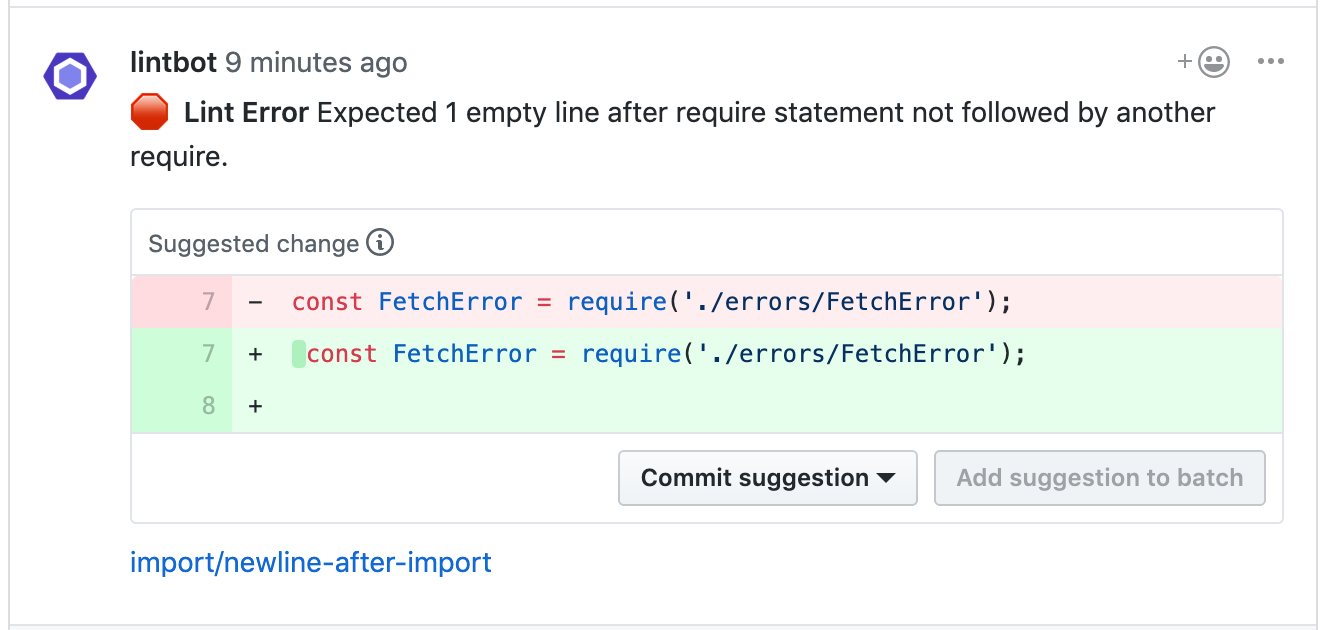 lintbot 9 minutes ago
Lint Error Expected 1 empty line after require statement not followed by another
require.
Suggested change
7 - const FetchError = require('./errors/FetchError');
7 +  const FetchError = require('./errors/FetchError');
8 +
Commit suggestion Add suggestion to batch
import/newline-after-import